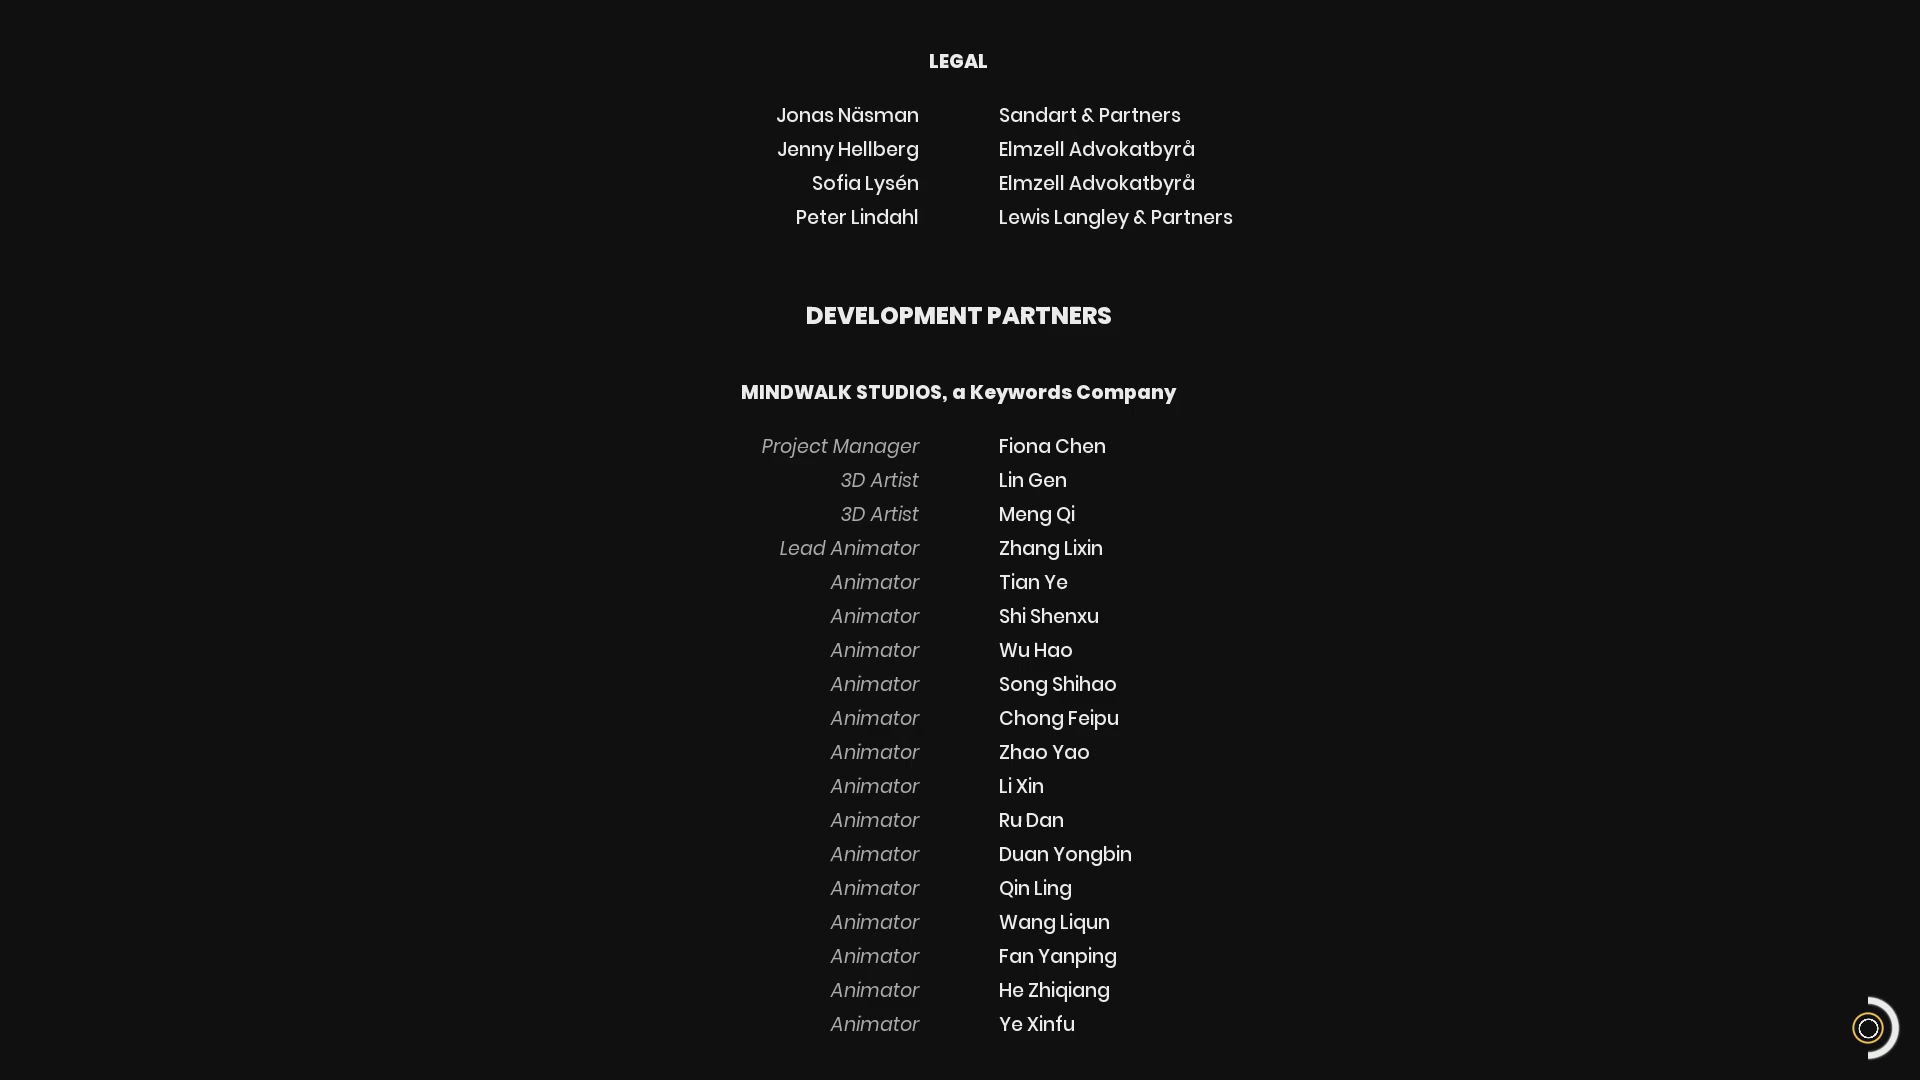 LEGAL
Jonas Näsman Sandart & Partners
Jenny Hellberg Elmzell Advokatbyrå
Sofia Lysén Elmzell Advokatbyrå
Peter Lindahl Lewis Langley & Partners
DEVELOPMENT PARTNERS
MINDWALK STUDIOS, a Keywords Company
Project Manager Fiona Chen
3D Artist Lin Gen
3D Artist Meng Qi
Lead Animator Zhang Lixin
Animator Tian Ye
Animator Shi Shenxu
Animator Wu Hao
Animator Song Shihao
Animator Chong Feipu
Animator Zhao Yao
Animator Li Xin
Animator Ru Dan
Animator Duan Yongbin
Animator Qin Ling
Animator Wang Liqun
Animator Fan Yanping
Animator He Zhiqiang
Animator Ye Xinfu